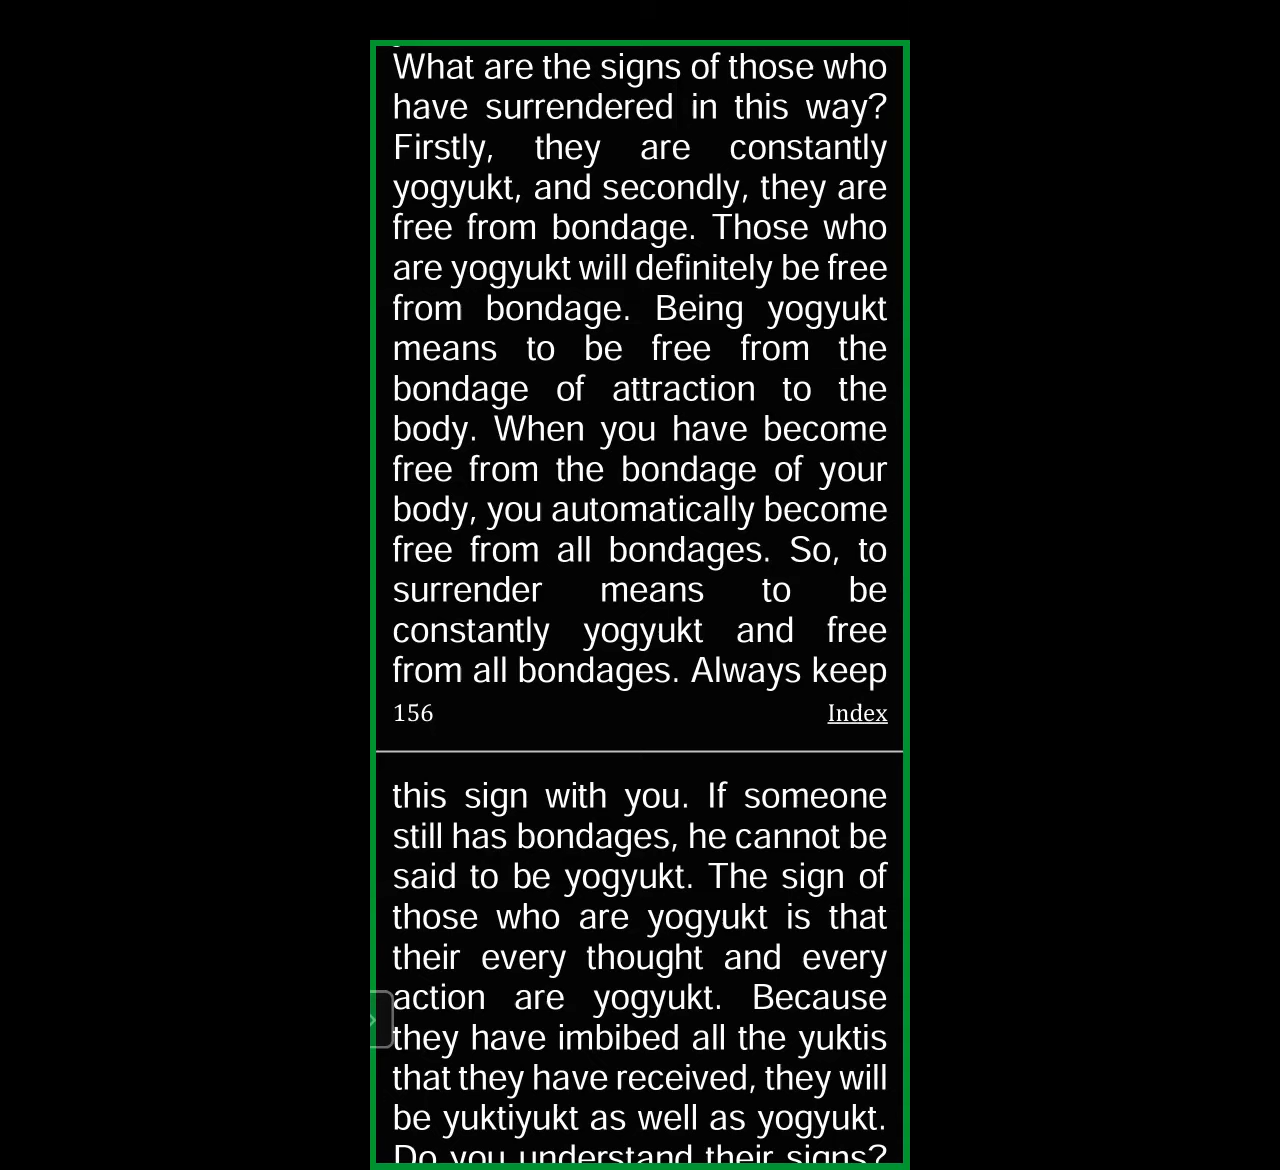 What are the signs of those who
have surrendered in this way?
Firstly, they are constantly
yogyukt, and secondly, they are
free from bondage. Those who
are yogyukt will definitely be free
from bondage. Being yogyukt
means to be free from the
bondage of attraction to the
body. When you have become
free from the bondage of your
body, you automatically become
free from all bondages. So, to
surrender means to be
constantly yogyukt and free
from all bondages. Always keep
156 Index
this sign with you. If someone
still has bondages, he cannot be
said to be yogyukt. The sign of
those who are yogyukt is that
their every thought and every
action are yogyukt. Because
they have imbibed all the yuktis
that they have received, they will
be yuktiyukt as well as yogyukt.
Do you understand their signs?